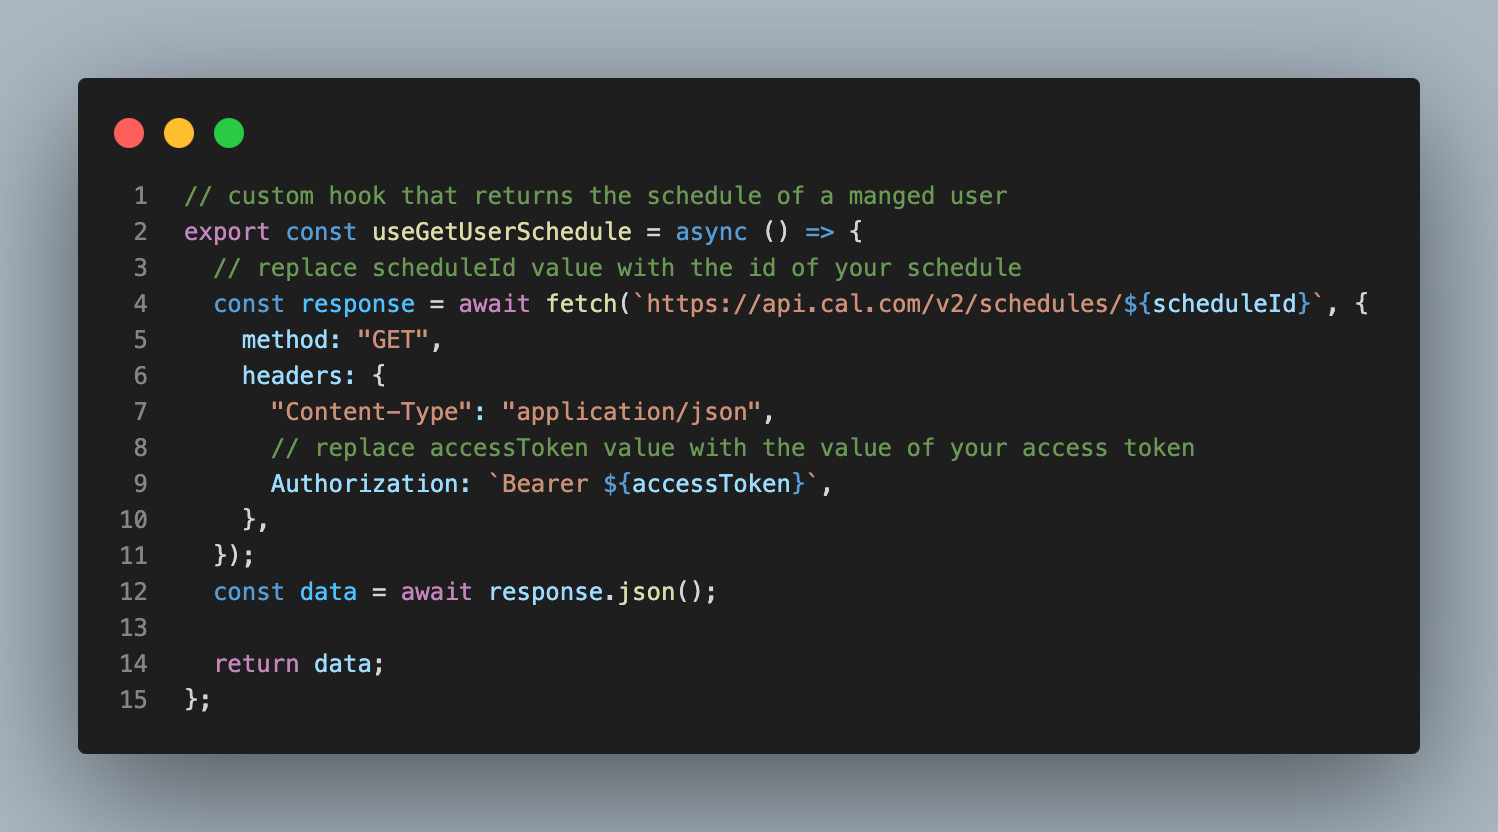 1 // custom hook that returns the schedule of a manged user
2 export const useGetUserSchedule = async () => {
3 // replace scheduleId value with the id of your schedule
4 const response = await fetch(`https://api.cal.com/v2/schedules/${scheduleId}`, {
5 method: "GET",
6 headers: {
7 "Content-Type": "application/json",
8 // replace accessToken value with the value of your access token
9 Authorization: `Bearer ${accessToken}`,
10 },
11 });
12 const data = await response.json();
13
14 return data;
15 };